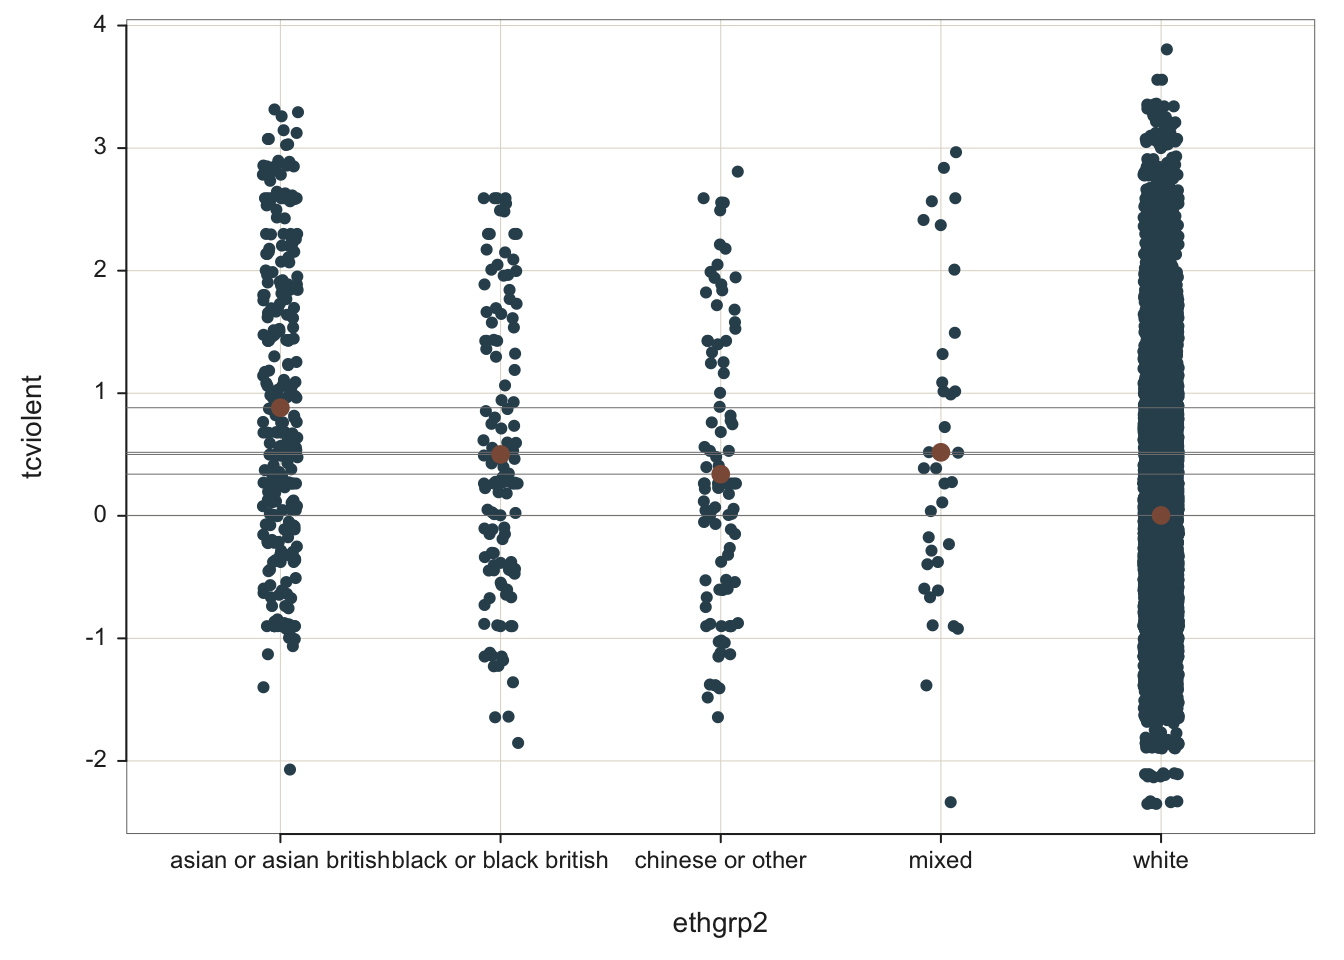 4
3
2
1
0
-1
-2
tcviolent
asian or asian british black or black british chinese or other mixed white
ethgrp2